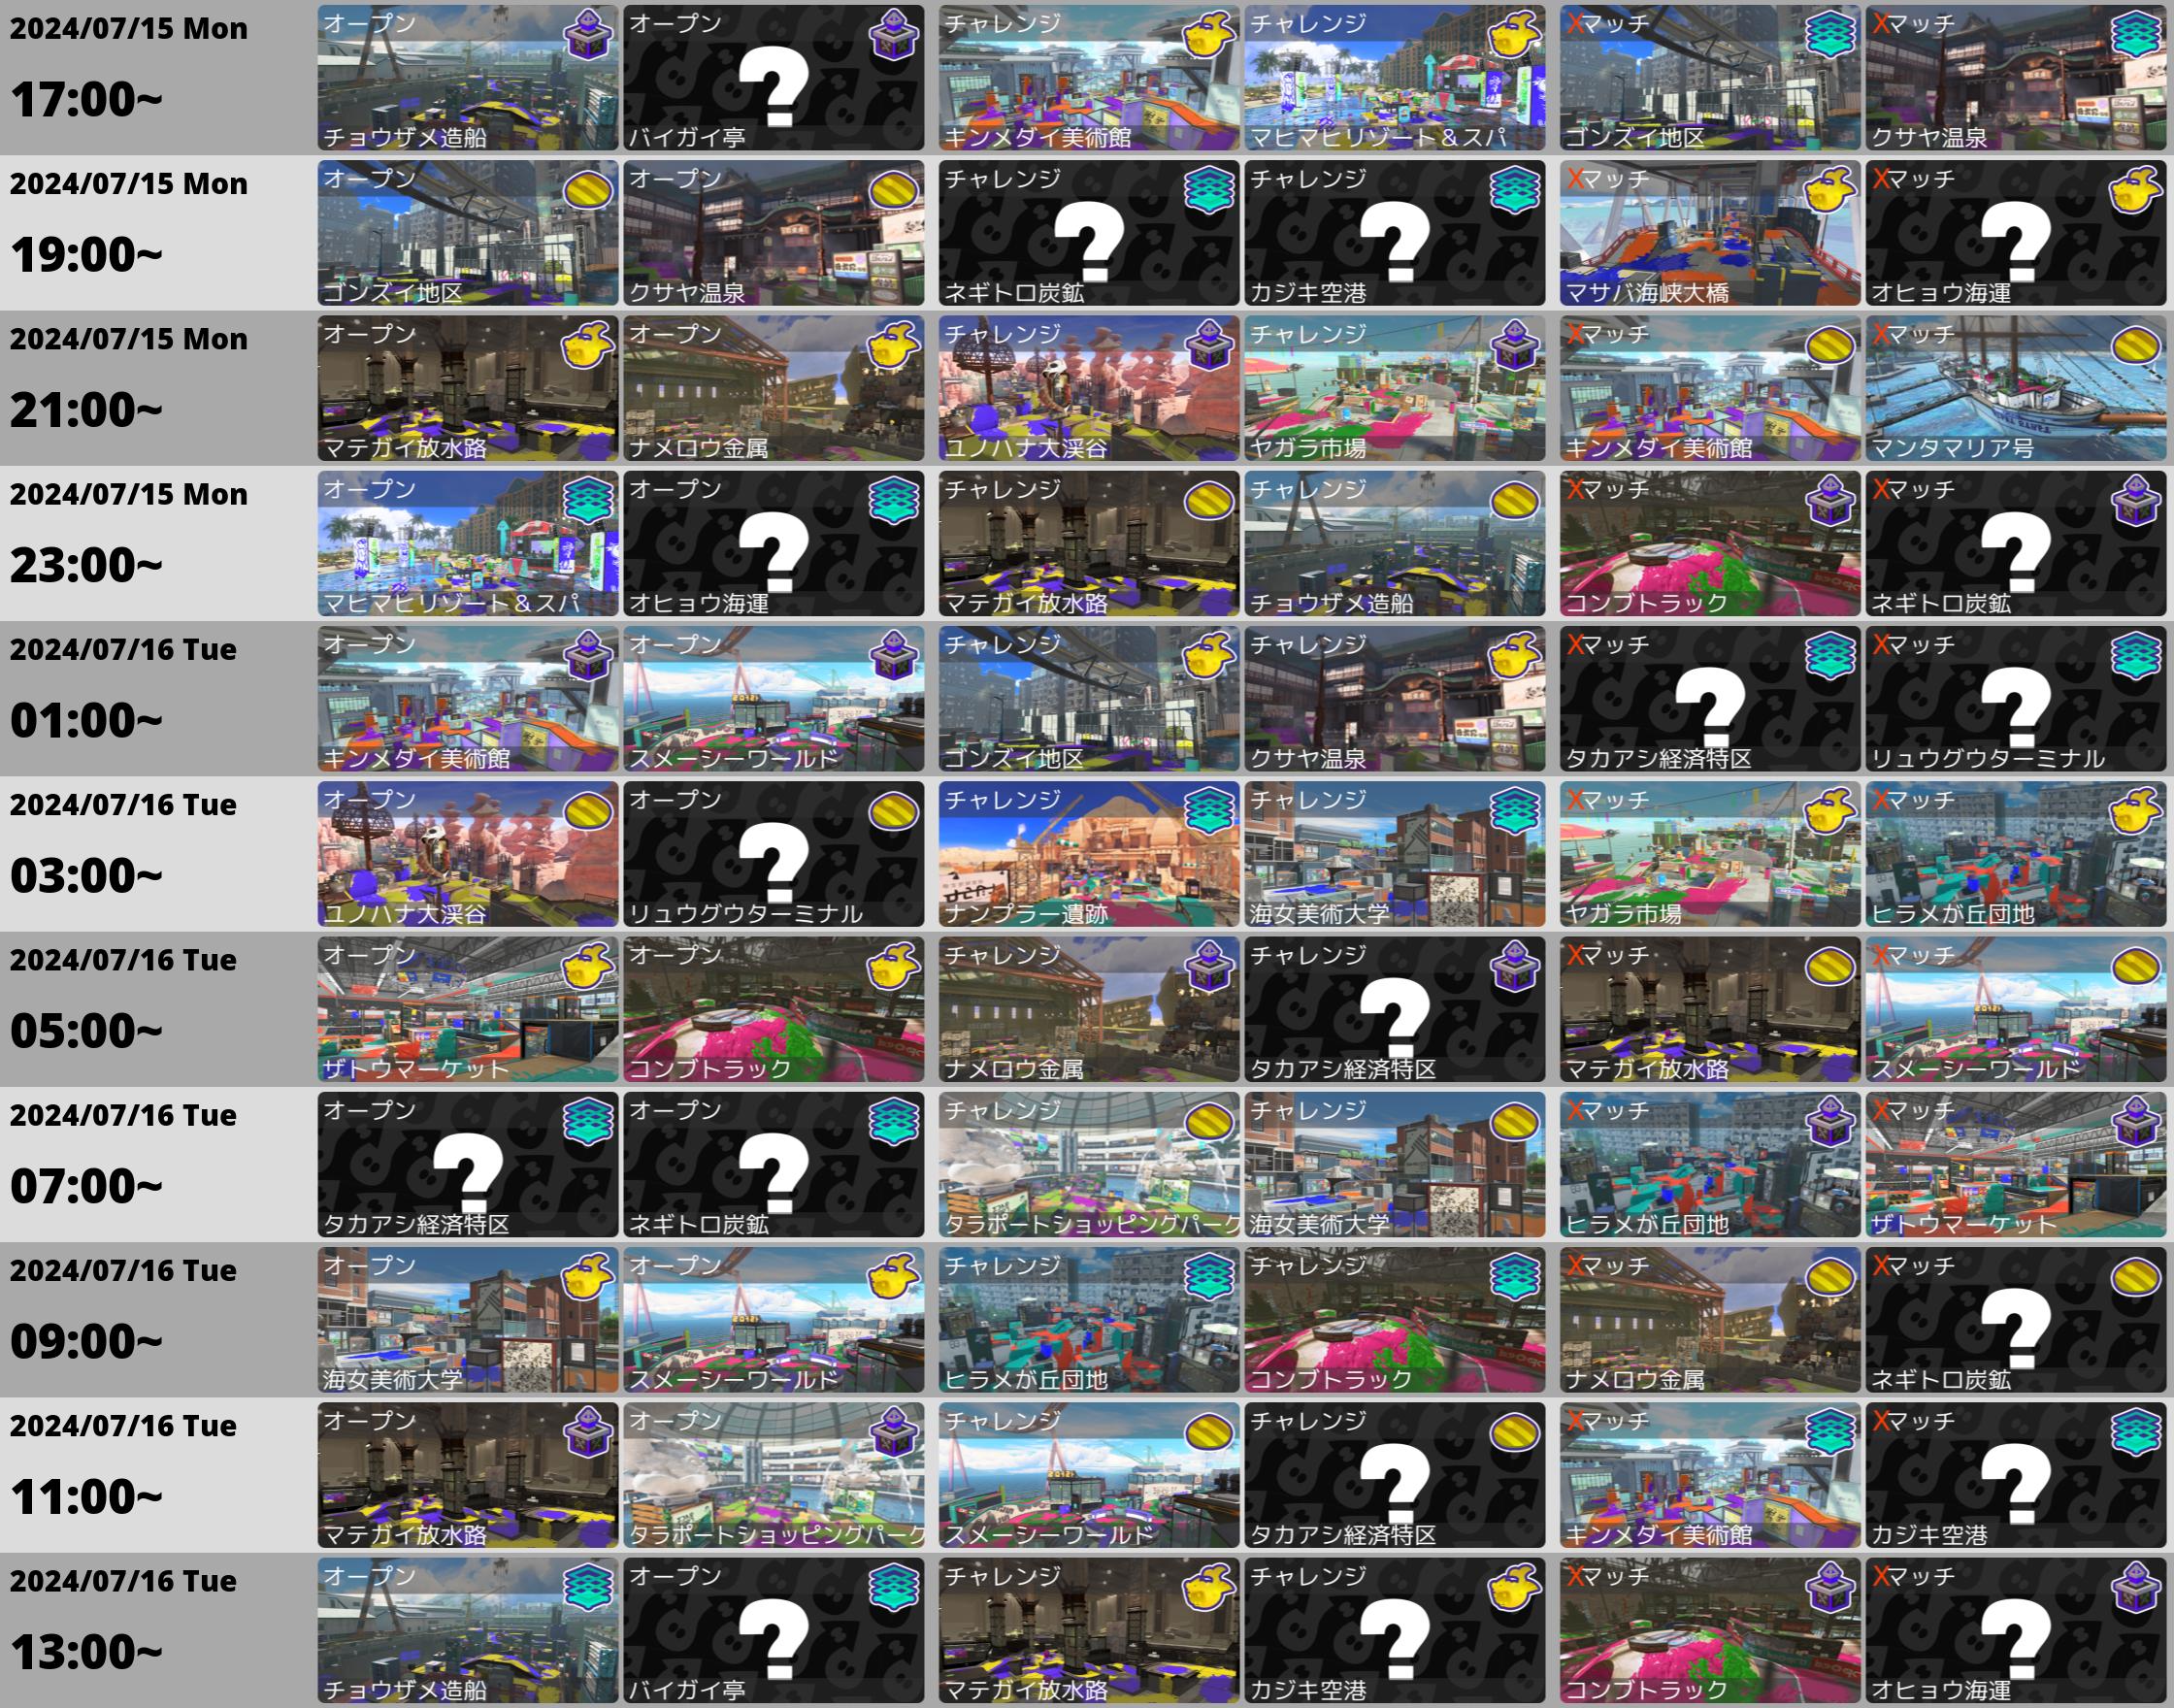 2024/07/15 Mon
17:00~
オープン
チョウザメ造船
オープン
バイガイ亭
チャレンジ
キンメダイ美術館
チャレンジ
マヒマヒリゾート＆スパ
Xマッチ
ゴンズイ地区
Xマッチ
クサヤ温泉
2024/07/15 Mon
19:00~
オープン
ゴンズイ地区
オープン
クサヤ温泉
チャレンジ
ネギトロ炭鉱
チャレンジ
カジキ空港
Xマッチ
マサバ海峡大橋
Xマッチ
オヒョウ海運
2024/07/15 Mon
21:00~
オープン
マテガイ放水路
オープン
ナメロウ金属
チャレンジ
ユノハナ大渓谷
チャレンジ
ヤガラ市場
Xマッチ
キンメダイ美術館
Xマッチ
マンタマリア号
2024/07/15 Mon
23:00~
オープン
マヒマヒリゾート＆スパ
オープン
オヒョウ海運
チャレンジ
マテガイ放水路
チャレンジ
チョウザメ造船
Xマッチ
コンブトラック
Xマッチ
ネギトロ炭鉱
2024/07/16 Tue
01:00~
オープン
キンメダイ美術館
オープン
スメーシーワールド
チャレンジ
ゴンズイ地区
チャレンジ
クサヤ温泉
Xマッチ
タカアシ経済特区
Xマッチ
リュウグウターミナル
2024/07/16 Tue
03:00~
オープン
ユノハナ大渓谷
オープン
リュウグウターミナル
チャレンジ
ナンプラー遺跡
チャレンジ
海女美術大学
Xマッチ
ヤガラ市場
Xマッチ
ヒラメが丘団地
2024/07/16 Tue
05:00~
オープン
ザトウマーケット
オープン
コンブトラック
チャレンジ
ナメロウ金属
チャレンジ
タカアシ経済特区
Xマッチ
マテガイ放水路
Xマッチ
スメーシーワールド
2024/07/16 Tue
07:00~
オープン
タカアシ経済特区
オープン
ネギトロ炭鉱
チャレンジ
タラポートショッピングパーク
チャレンジ
海女美術大学
Xマッチ
ヒラメが丘団地
Xマッチ
ザトウマーケット
2024/07/16 Tue
09:00~
オープン
海女美術大学
オープン
スメーシーワールド
チャレンジ
ヒラメが丘団地
チャレンジ
コンブトラック
Xマッチ
ナメロウ金属
Xマッチ
ネギトロ炭鉱
2024/07/16 Tue
11:00~
オープン
マテガイ放水路
オープン
タラポートショッピングパーク
チャレンジ
スメーシーワールド
チャレンジ
タカアシ経済特区
Xマッチ
キンメダイ美術館
Xマッチ
カジキ空港
2024/07/16 Tue
13:00~
オープン
チョウザメ造船
オープン
バイガイ亭
チャレンジ
マテガイ放水路
チャレンジ
カジキ空港
Xマッチ
コンブトラック
Xマッチ
オヒョウ海運